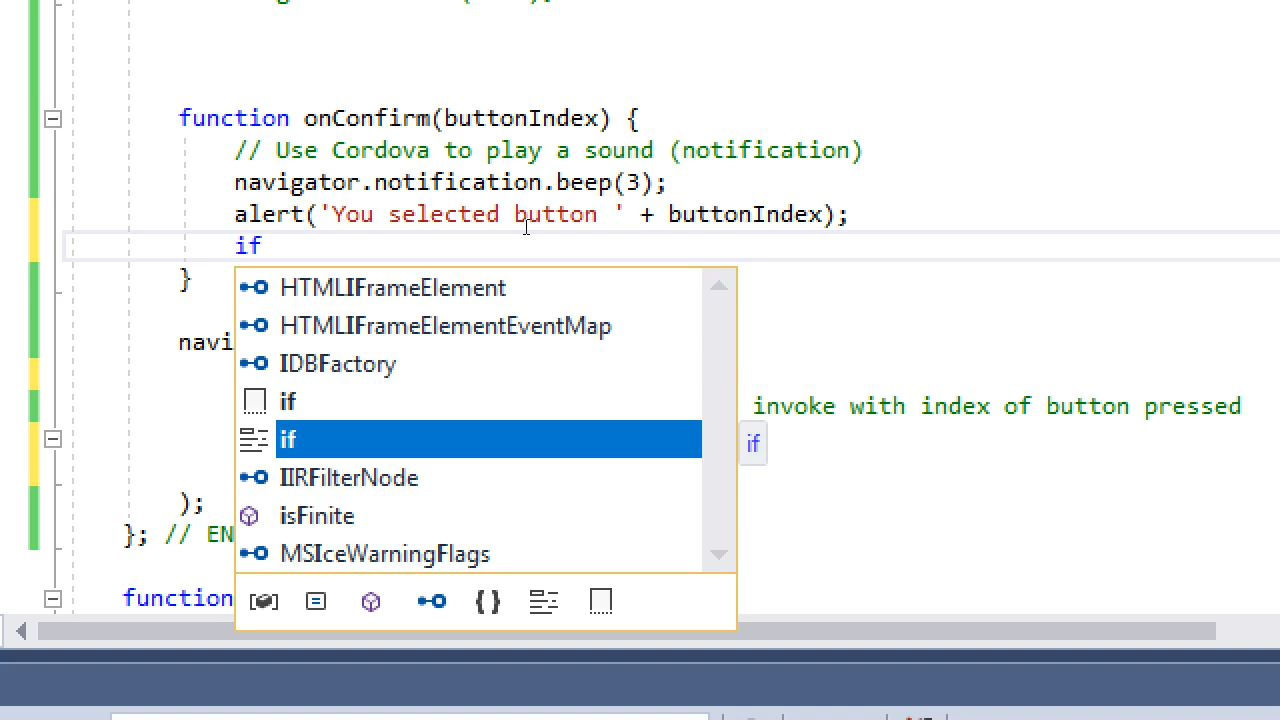 function onConfirm(buttonIndex) {
// Use Cordova to play a sound (notification)
navigator.notification.beep(3);
alert('You selected button ' + buttonIndex);
if
}
HTMLIFrameElement
HTMLIFrameElementEventMap
navi
IDBFactory
if
invoke with index of button pressed
if
if
IIRFilterNode
);
isFinite
}; // EN
MSIceWarningFlags
function